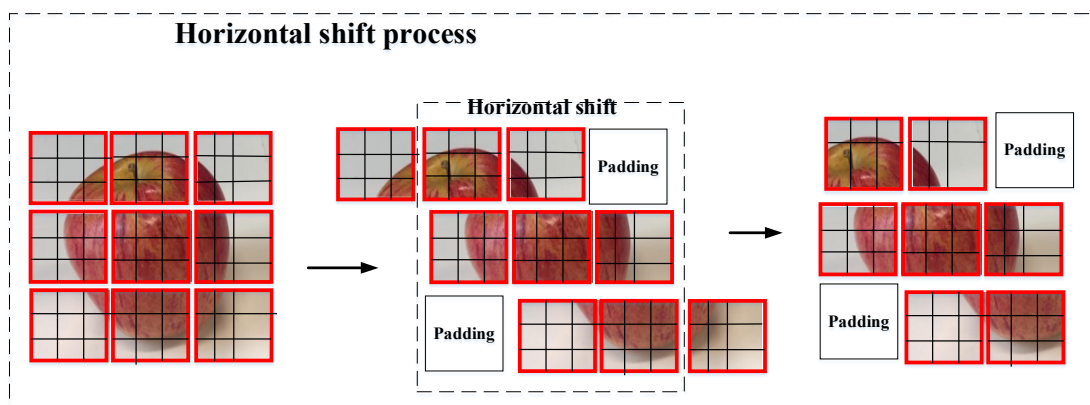 Horizontal shift process
Horizontal shift
Padding
Padding
Padding
Padding